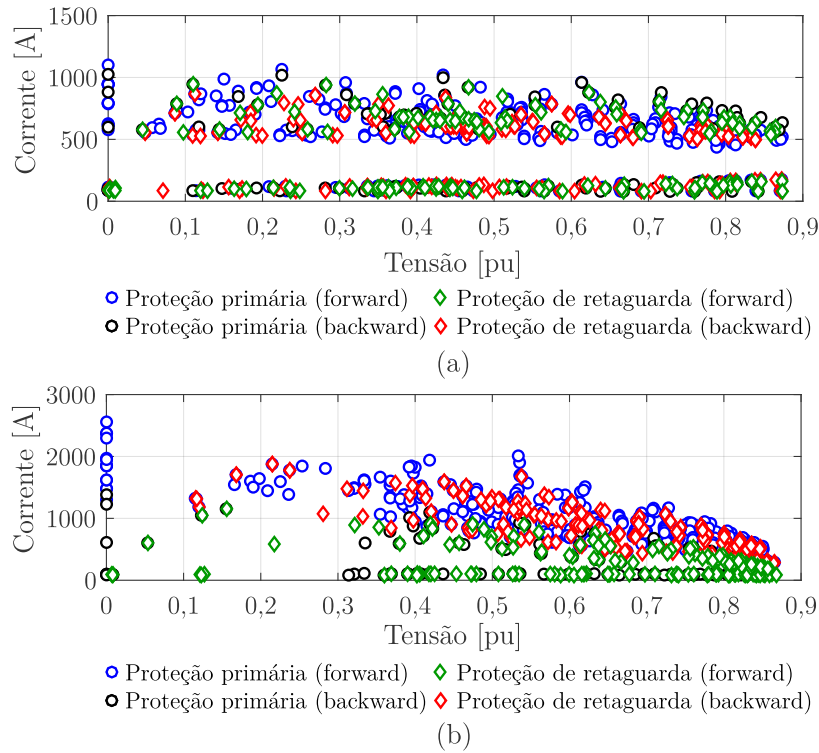 1500
1000
500
0
Corrente [A]
0 0,1 0,2 0,3 0,4 0,5 0,6 0,7 0,8 0,9
Tensão [pu]
Proteção primária (forward) Proteção de retaguarda (forward)
Proteção primária (backward) Proteção de retaguarda (backward)
(a)
3000
2000
1000
0
Corrente [A]
0 0,1 0,2 0,3 0,4 0,5 0,6 0,7 0,8 0,9
Tensão [pu]
Proteção primária (forward) Proteção de retaguarda (forward)
Proteção primária (backward) Proteção de retaguarda (backward)
(b)